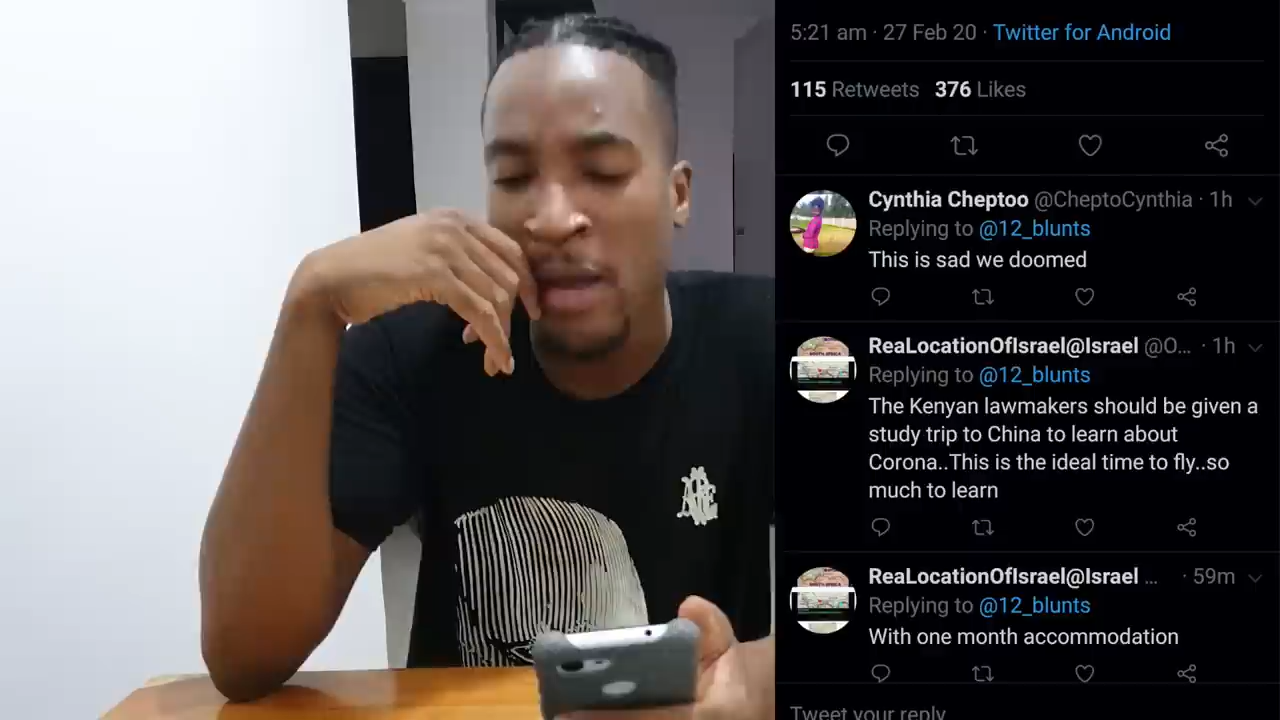 5:21 am · 27 Feb 20 · Twitter for Android
115 Retweets 376 Likes
Cynthia Cheptoo @CheptoCynthia · 1h
Replying to @12_blunts
This is sad we doomed
ReaLocationOfIsrael@Israel @O... · 1h
Replying to @12_blunts
The Kenyan lawmakers should be given a
study trip to China to learn about
Corona..This is the ideal time to fly..so
much to learn
ReaLocationOfIsrael@Israel ... · 59m
Replying to @12_blunts
With one month accommodation
Tweet your reply